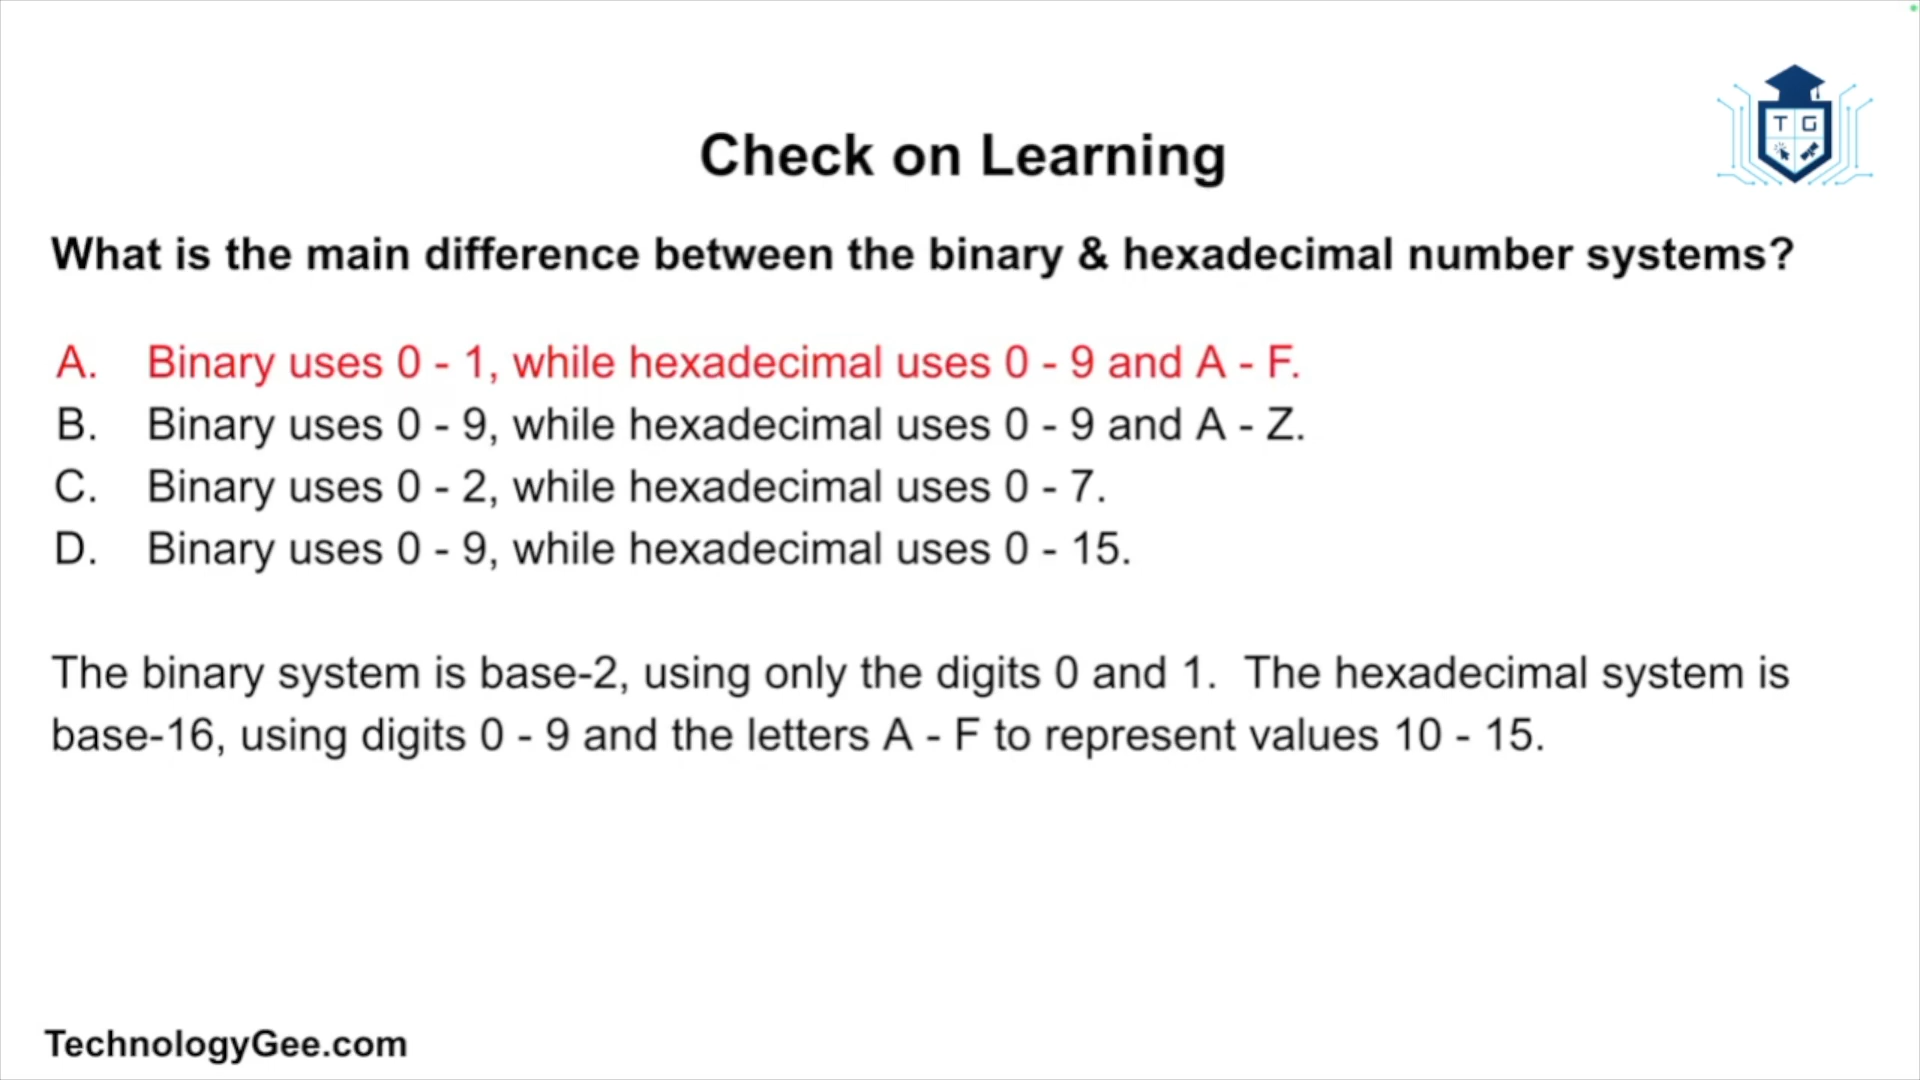 T G
Check on Learning
What is the main difference between the binary & hexadecimal number systems?
A. Binary uses 0 - 1, while hexadecimal uses 0 - 9 and A - F.
B. Binary uses 0 - 9, while hexadecimal uses 0 - 9 and A - Z.
C. Binary uses 0 - 2, while hexadecimal uses 0 - 7.
D. Binary uses 0 - 9, while hexadecimal uses 0 - 15.
The binary system is base-2, using only the digits 0 and 1.  The hexadecimal system is
base-16, using digits 0 - 9 and the letters A - F to represent values 10 - 15.
TechnologyGee.com